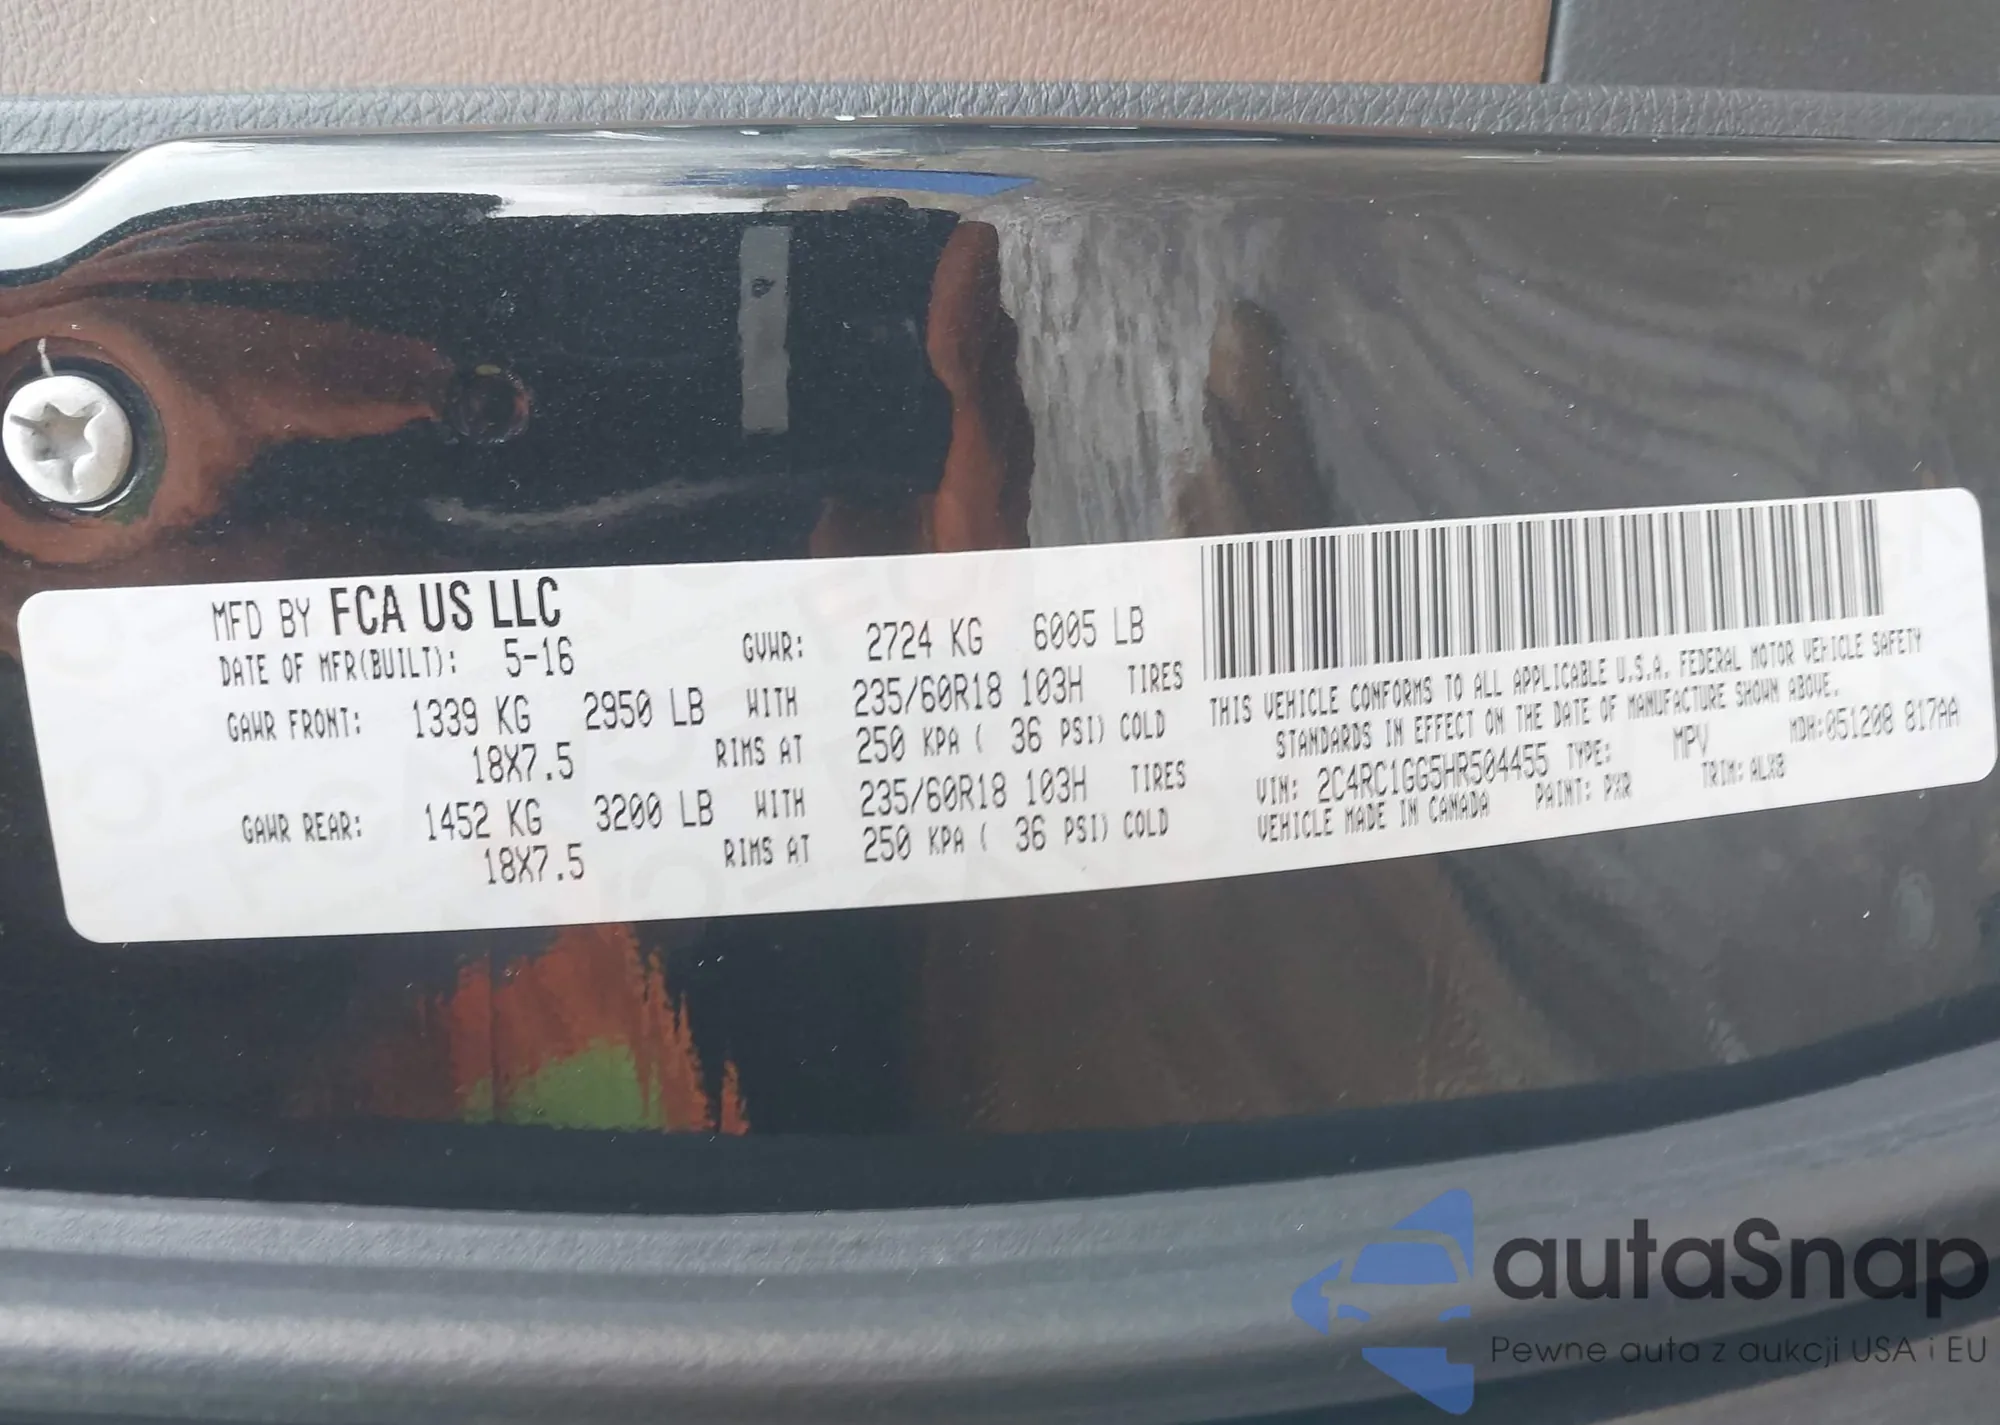 MFD BY FCA US LLC
DATE OF MFR(BUILT): 5-16 GVWR: 2724 KG 6005 LB
GAWR FRONT: 1339 KG 2950 LB WITH 235/60R18 103H TIRES
18X7.5 RIMS AT 250 KPA ( 36 PSI) COLD
GAWR REAR: 1452 KG 3200 LB WITH 235/60R18 103H TIRES
18X7.5 RIMS AT 250 KPA ( 36 PSI) COLD
THIS VEHICLE CONFORMS TO ALL APPLICABLE U.S.A. FEDERAL MOTOR VEHICLE SAFETY
STANDARDS IN EFFECT ON THE DATE OF MANUFACTURE SHOWN ABOVE.
VIN: 2C4RC1GG5HR504455 TYPE: MPV MDH:051208 817AA
VEHICLE MADE IN CANADA PAINT: PXR TRIM: ALX8
autaSnap
Pewne auta z aukcji USA i EU